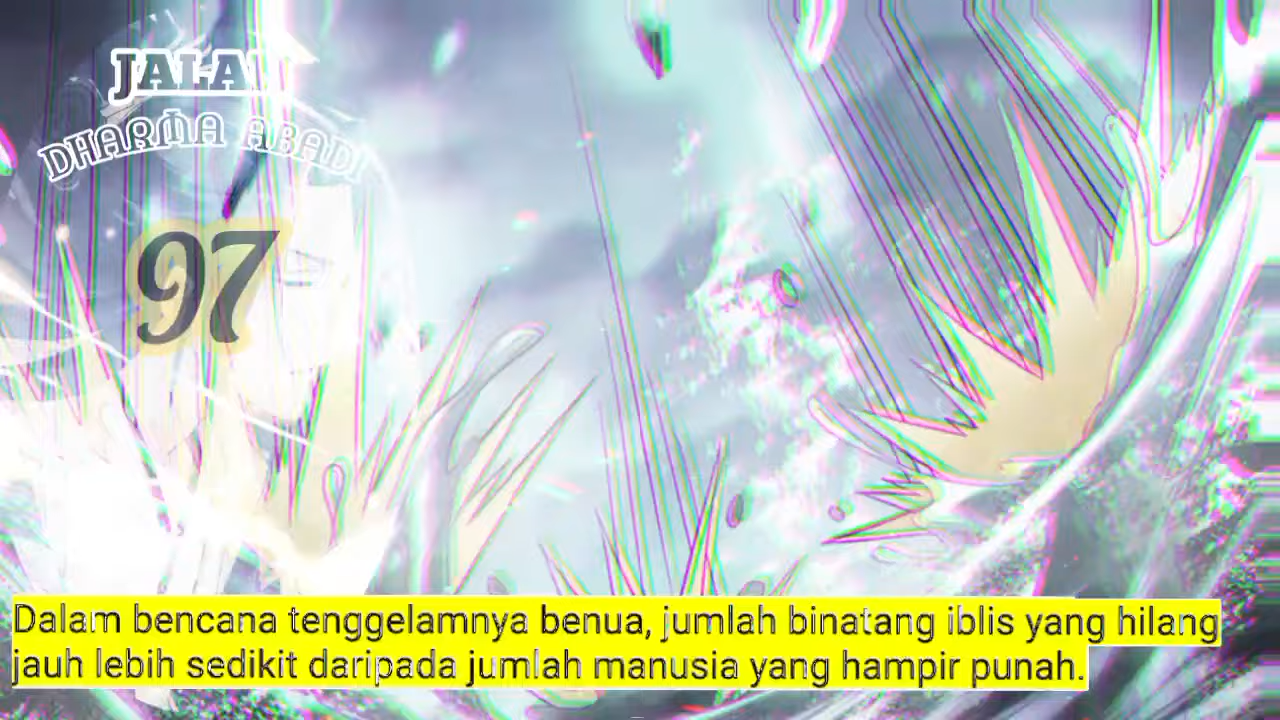 JALAN
DHARMA ABADI
97
Dalam bencana tenggelamnya benua, jumlah binatang iblis yang hilang
jauh lebih sedikit daripada jumlah manusia yang hampir punah.